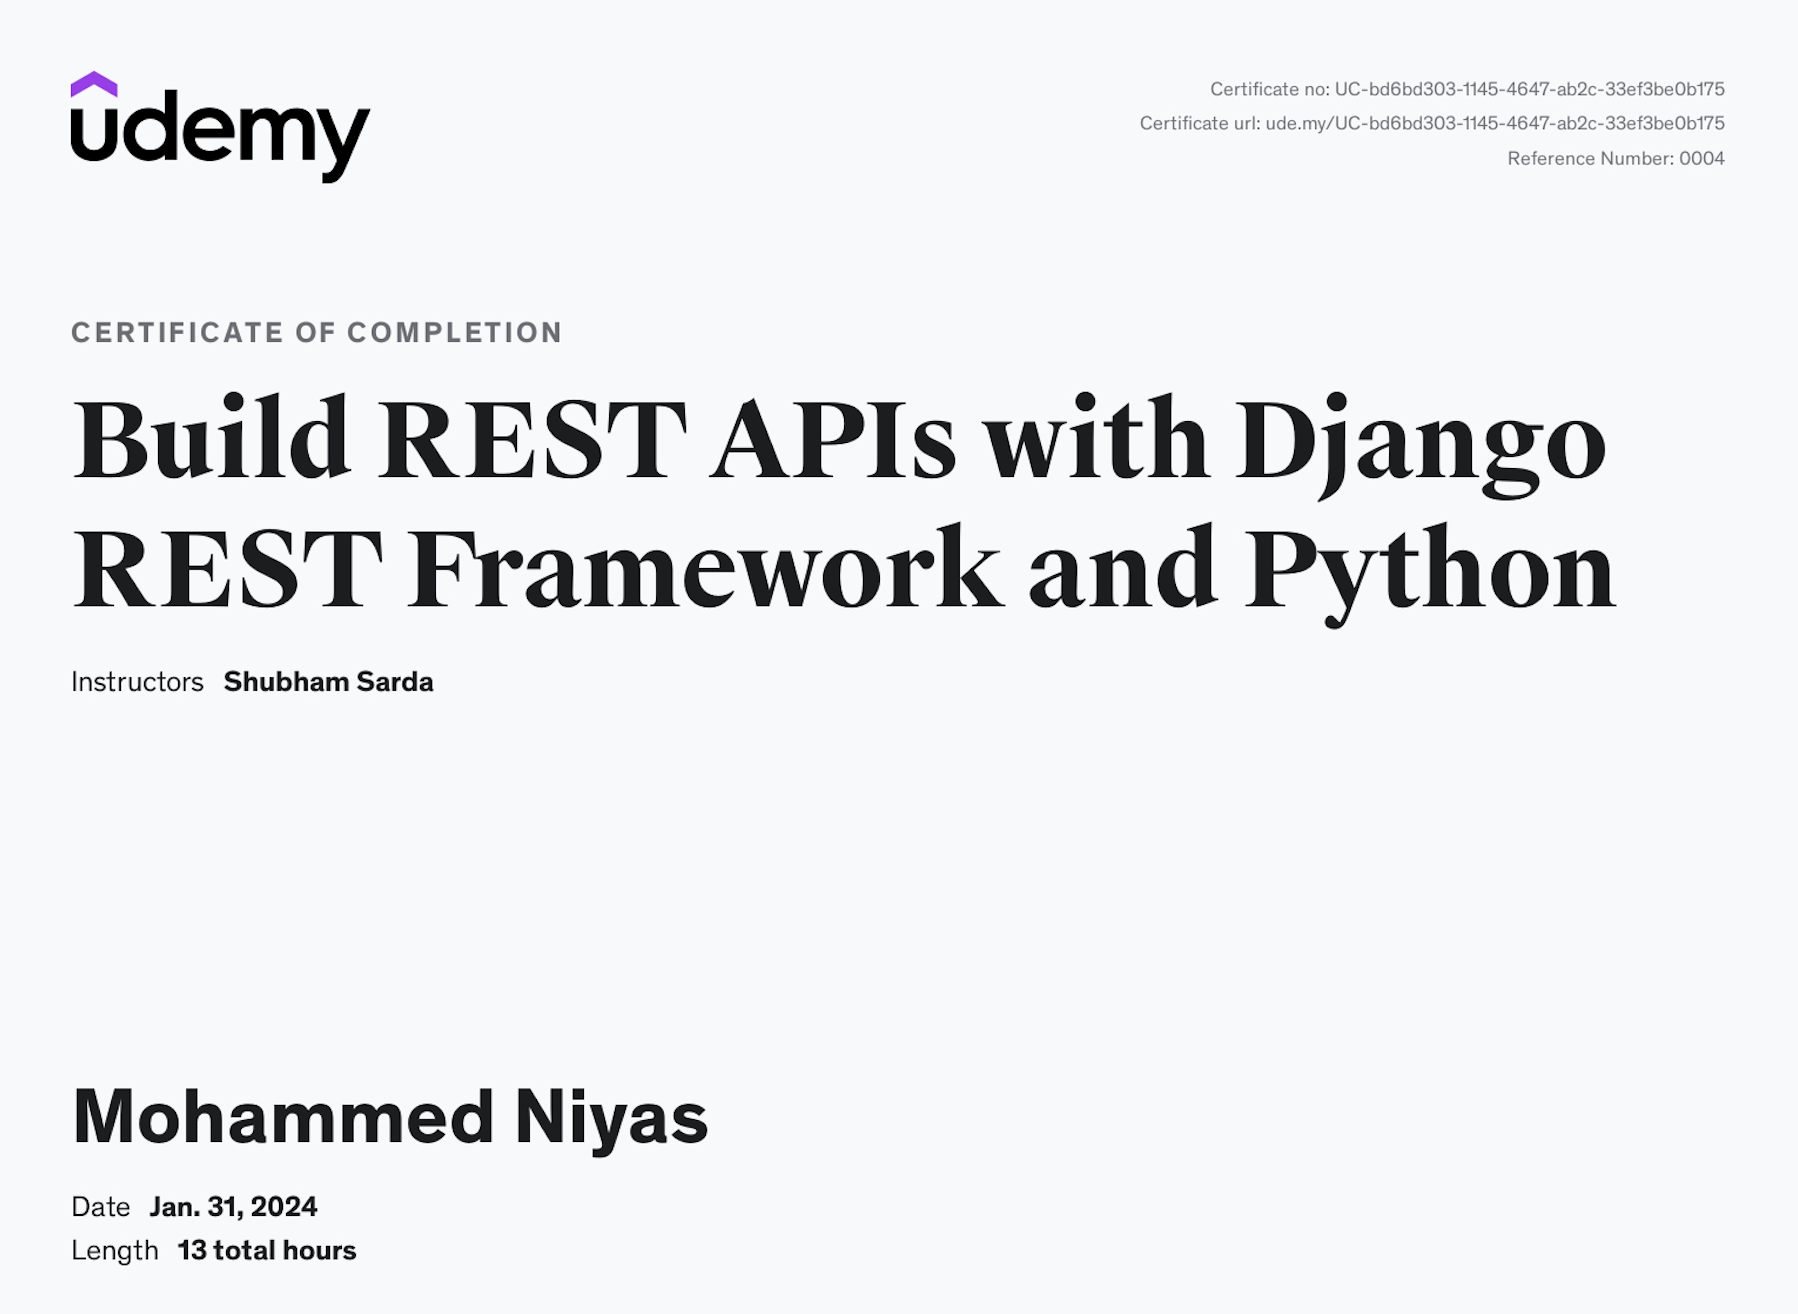 udemy
Certificate no: UC-bd6bd303-1145-4647-ab2c-33ef3be0b175
Certificate url: ude.my/UC-bd6bd303-1145-4647-ab2c-33ef3be0b175
Reference Number: 0004
CERTIFICATE OF COMPLETION
Build REST APIs with Django
REST Framework and Python
Instructors Shubham Sarda
Mohammed Niyas
Date Jan. 31, 2024
Length 13 total hours